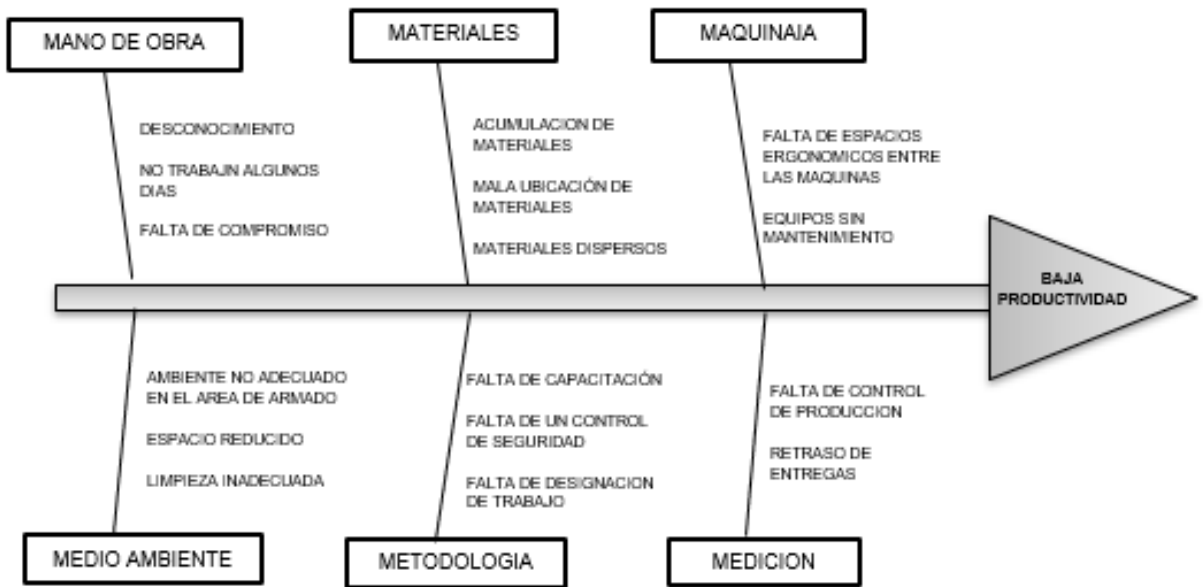 MANO DE OBRA
MATERIALES
MAQUINAIA
DESCONOCIMIENTO
NO TRABAJN ALGUNOS
DIAS
FALTA DE COMPROMISO
ACUMULACION DE
MATERIALES
MALA UBICACIÓN DE
MATERIALES
MATERIALES DISPERSOS
FALTA DE ESPACIOS
ERGONOMICOS ENTRE
LAS MAQUINAS
EQUIPOS SIN
MANTENIMIENTO
BAJA
PRODUCTIVIDAD
AMBIENTE NO ADECUADO
EN EL AREA DE ARMADO
ESPACIO REDUCIDO
LIMPIEZA INADECUADA
FALTA DE CAPACITACIÓN
FALTA DE UN CONTROL
DE SEGURIDAD
FALTA DE DESIGNACION
DE TRABAJO
FALTA DE CONTROL
DE PRODUCCION
RETRASO DE
ENTREGAS
MEDIO AMBIENTE
METODOLOGIA
MEDICION